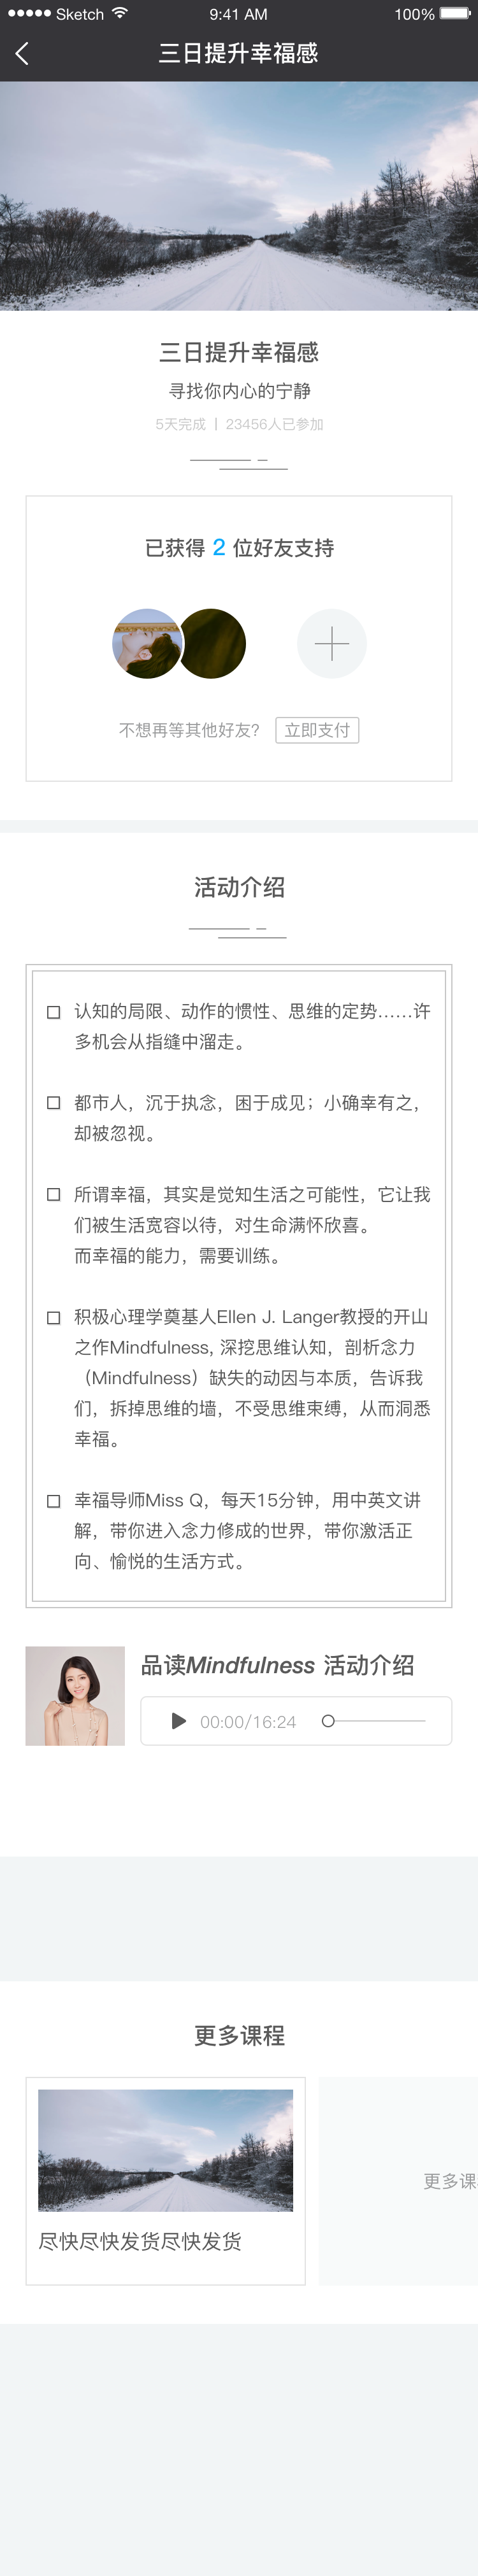 Sketch 9:41 AM 100%
三日提升幸福感
三日提升幸福感
寻找你内心的宁静
5天完成 | 23456人已参加
已获得 2 位好友支持
不想再等其他好友? 立即支付
活动介绍
认知的局限、动作的惯性、思维的定势……许
多机会从指缝中溜走。
都市人，沉于执念，困于成见；小确幸有之，
却被忽视。
所谓幸福，其实是觉知生活之可能性，它让我
们被生活宽容以待，对生命满怀欣喜。
而幸福的能力，需要训练。
积极心理学奠基人Ellen J. Langer教授的开山
之作Mindfulness, 深挖思维认知，剖析念力
（Mindfulness）缺失的动因与本质，告诉我
们，拆掉思维的墙，不受思维束缚，从而洞悉
幸福。
幸福导师Miss Q，每天15分钟，用中英文讲
解，带你进入念力修成的世界，带你激活正
向、愉悦的生活方式。
品读Mindfulness 活动介绍
00:00/16:24
更多课程
尽快尽快发货尽快发货
更多课